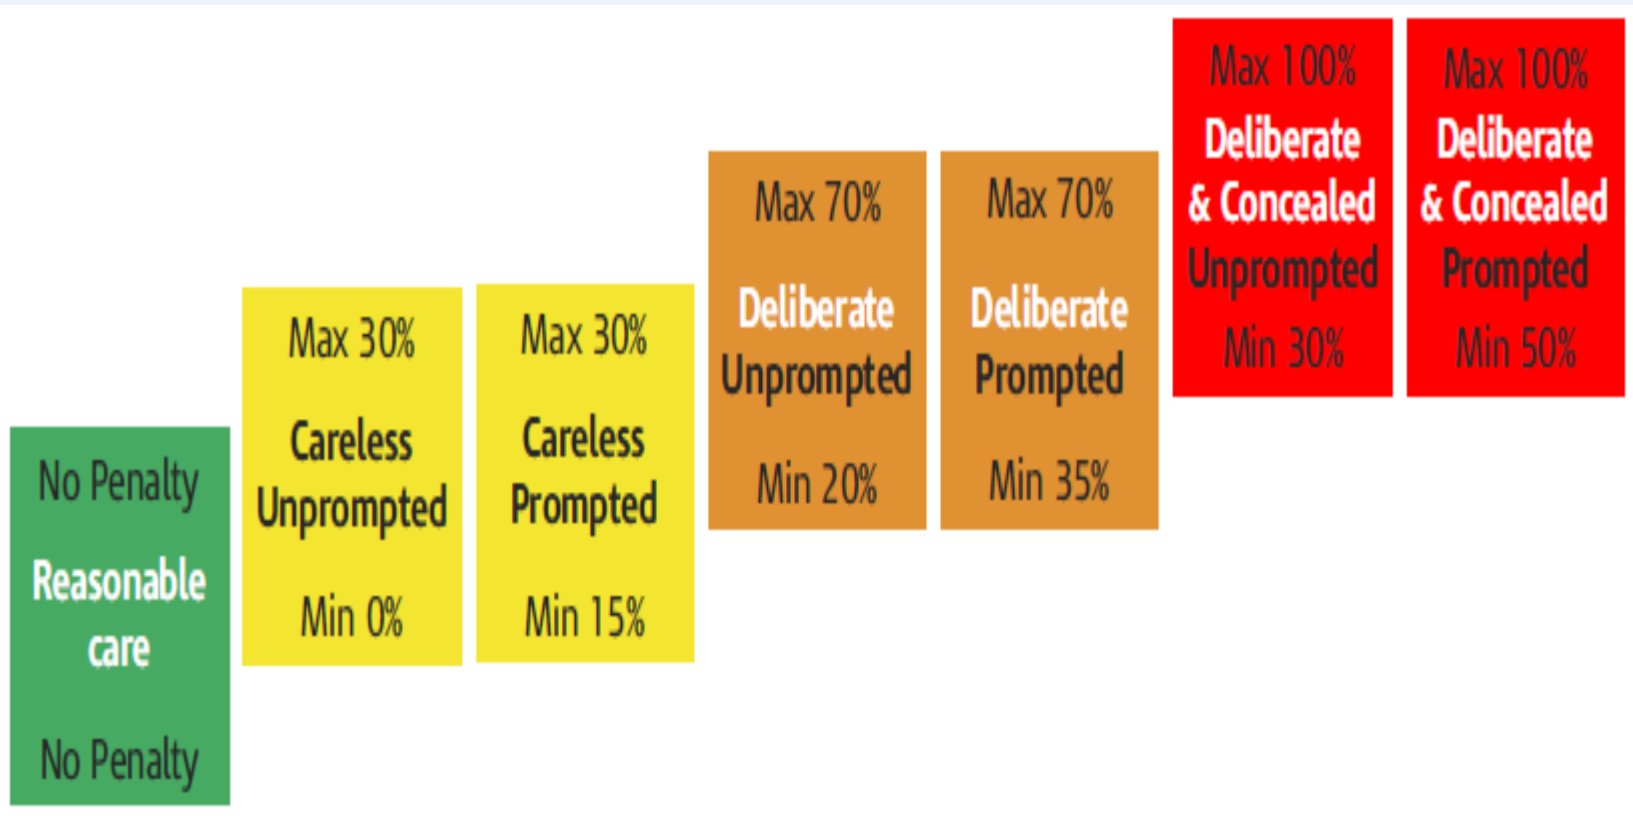 No Penalty
Reasonable
care
No Penalty
Max 30%
Careless
Unprompted
Min 0%
Max 30%
Careless
Prompted
Min 15%
Max 70%
Deliberate
Unprompted
Min 20%
Max 70%
Deliberate
Prompted
Min 35%
Max 100%
Deliberate
& Concealed
Unprompted
Min 30%
Max 100%
Deliberate
& Concealed
Prompted
Min 50%